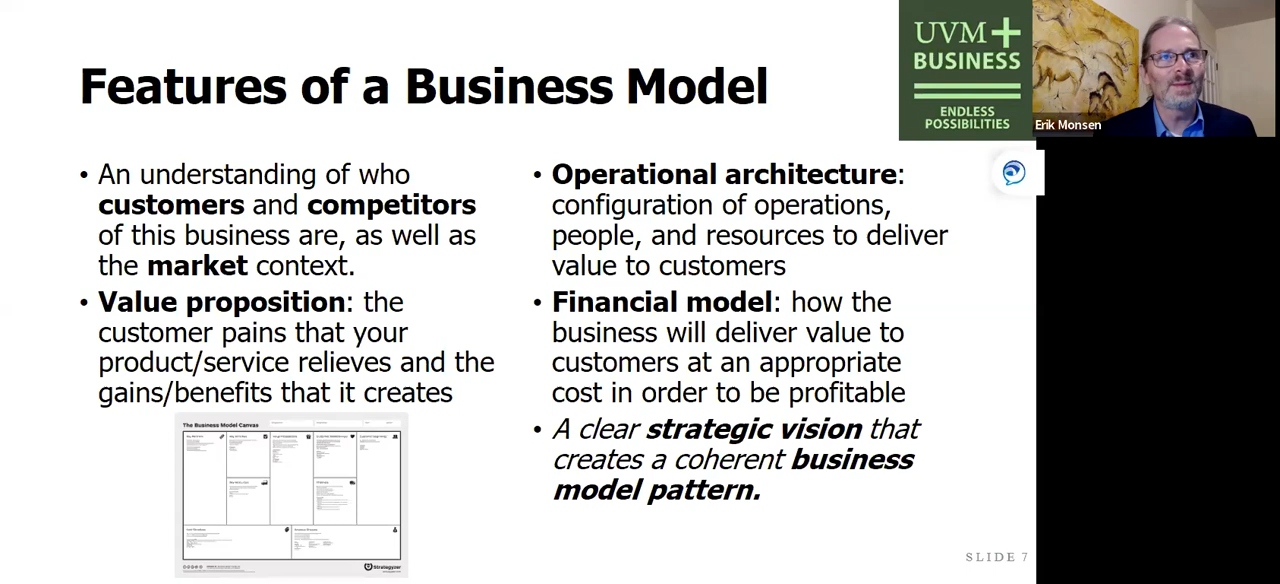 Features of a Business Model
• An understanding of who
customers and competitors
of this business are, as well as
the market context.
• Value proposition: the
customer pains that your
product/service relieves and the
gains/benefits that it creates
The Business Model Canvas
Strategyzer
• Operational architecture:
configuration of operations,
people, and resources to deliver
value to customers
• Financial model: how the
business will deliver value to
customers at an appropriate
cost in order to be profitable
• A clear strategic vision that
creates a coherent business
model pattern.
SLIDE 7
UVM+
BUSINESS
ENDLESS
POSSIBILITIES
Erik Monsen